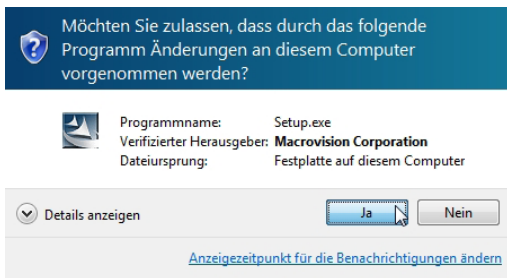 Möchten Sie zulassen, dass durch das folgende
Programm Änderungen an diesem Computer
vorgenommen werden?
Programmname: Setup.exe
Verifizierter Herausgeber: Macrovision Corporation
Dateiursprung: Festplatte auf diesem Computer
Details anzeigen Ja Nein
Anzeigezeitpunkt für die Benachrichtigungen ändern